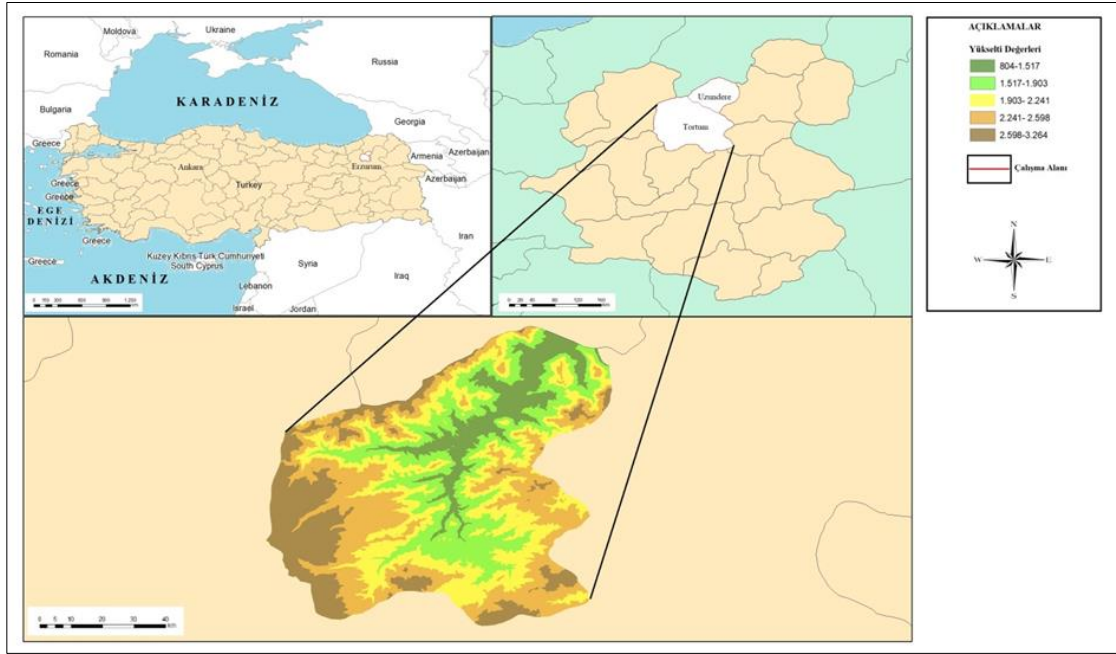 Moldova
Ukraine
Romania
Russia
KARADENİZ
Bulgaria
Georgia
Greece
Armenia
Azerbaijan
Azerbaijan
Ankara
Erzurum
Turkey
Greece
Greece
EGE
DENİZİ
Greece
Greece
Kuzey Kıbrıs Türk Cumhuriyeti
South Cyprus
Syria
Iran
Iraq
AKDENİZ
Lebanon
Israel
Jordan
Uzundere
Tortum
AÇIKLAMALAR
Yükselti Değerleri
804-1.517
1.517-1.903
1.903- 2.241
2.241- 2.598
2.598-3.264
Çalışma Alanı
N
W
E
S
0 5 10 20 30 40